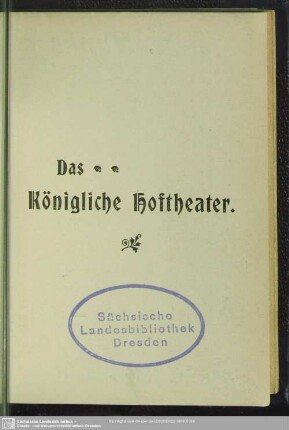 Das
Königliche Hoftheater.
Sächsische
Landesbibliothek
Dresden